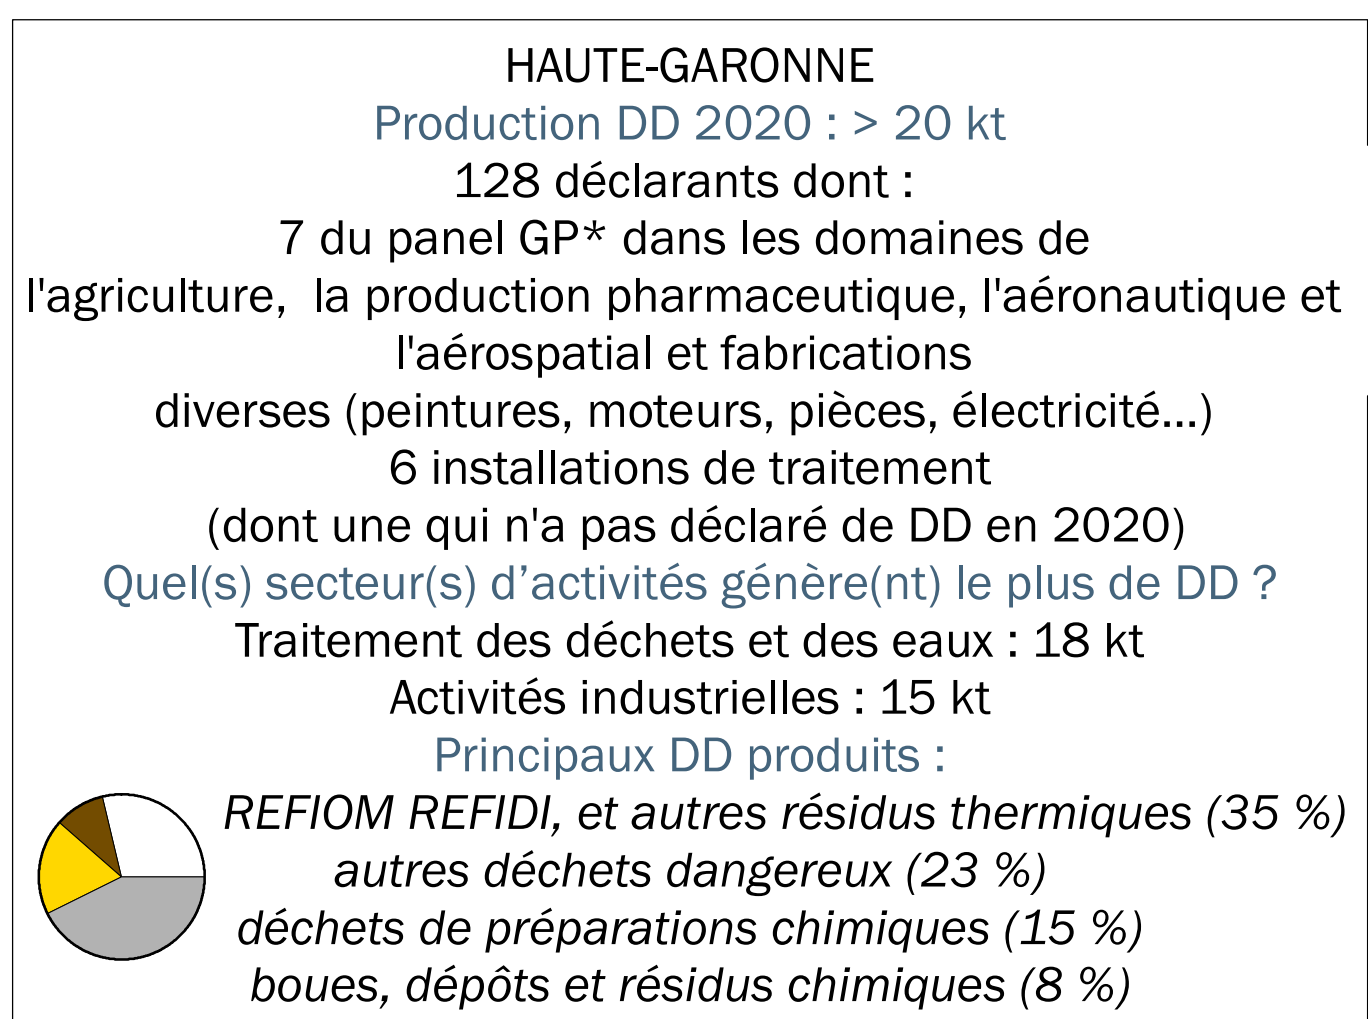 HAUTE-GARONNE
Production DD 2020 : > 20 kt
128 déclarants dont :
7 du panel GP* dans les domaines de
l'agriculture,  la production pharmaceutique, l'aéronautique et
l'aérospatial et fabrications
diverses (peintures, moteurs, pièces, électricité...)
6 installations de traitement
(dont une qui n'a pas déclaré de DD en 2020)
Quel(s) secteur(s) d’activités génère(nt) le plus de DD ?
Traitement des déchets et des eaux : 18 kt
Activités industrielles : 15 kt
Principaux DD produits :
REFIOM REFIDI, et autres résidus thermiques (35 %)
autres déchets dangereux (23 %)
déchets de préparations chimiques (15 %)
boues, dépôts et résidus chimiques (8 %)